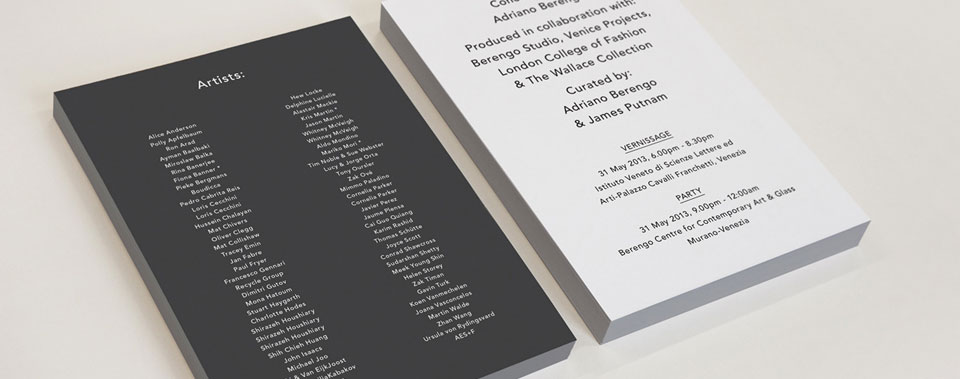 Artists:
Alice Anderson
Polly Apfelbaum
Ron Arad
Ayman Baalbaki
Miroslaw Balka
Rina Banerjee
Fiona Banner *
Pieke Bergmans
Boudicca
Pedro Cabrita Reis
Loris Cecchini
Loris Cecchini
Hussein Chalayan
Mat Chivers
Oliver Clegg
Mat Collishaw
Tracey Emin
Jan Fabre
Paul Fryer
Francesco Gennari
Recycle Group
Dimitri Gutov
Mona Hatoum
Stuart Haygarth
Charlotte Hodes
Shirazeh Houshiary
Shirazeh Houshiary
Shirazeh Houshiary
Shih Chieh Huang
John Isaacs
Michael Joo
& Van EijkJoost
Kabakov
Hew Locke
Delphine Lucielle
Alastair Mackie
Kris Martin *
Jason Martin
Whitney McVeigh
Whitney McVeigh
Aldo Mondino
Mariko Mori *
Tim Noble & Sue Webster
Lucy & Jorge Orta
Tony Oursler
Zak Ové
Mimmo Paladino
Cornelia Parker
Cornelia Parker
Javier Perez
Jaume Plensa
Cai Guo Quiang
Karim Rashid
Thomas Schütte
Joyce Scott
Conrad Shawcross
Sudarshan Shetty
Meek Young Shin
Helen Storey
Zak Timan
Gavin Turk
Koen Vanmechelen
Joana Vasconcelos
Martin Walde
Zhan Wang
Ursula von Rydingsvard
AES+F
Adriano Berengo
Produced in collaboration with:
Berengo Studio, Venice Projects,
London College of Fashion
& The Wallace Collection
Curated by:
Adriano Berengo
& James Putnam
VERNISSAGE
31 May 2013, 6.00pm - 8.30pm
Istituto Veneto di Scienze Lettere ed
Arti-Palazzo Cavalli Franchetti -Venezia
PARTY
31 May 2013, 9.00pm - 12:00am
Berengo Centre for Contemporary Art & Glass
Murano-Venezia